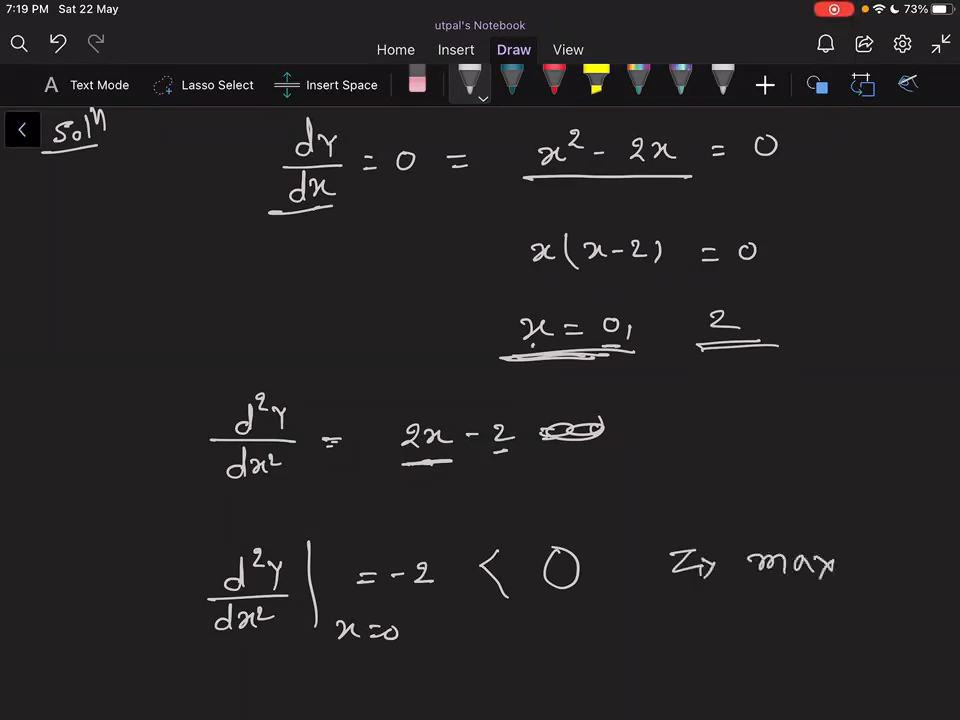 7:19 PM Sat 22 May 73%
utpal's Notebook
Home Insert Draw View
A Text Mode Lasso Select Insert Space
Solⁿ
dy/dx = 0 = x² - 2x = 0
x(x-2) = 0
x = 0, 2
d²y/dx² = 2x - 2
d²y/dx² | x=0 = -2 < 0 => max